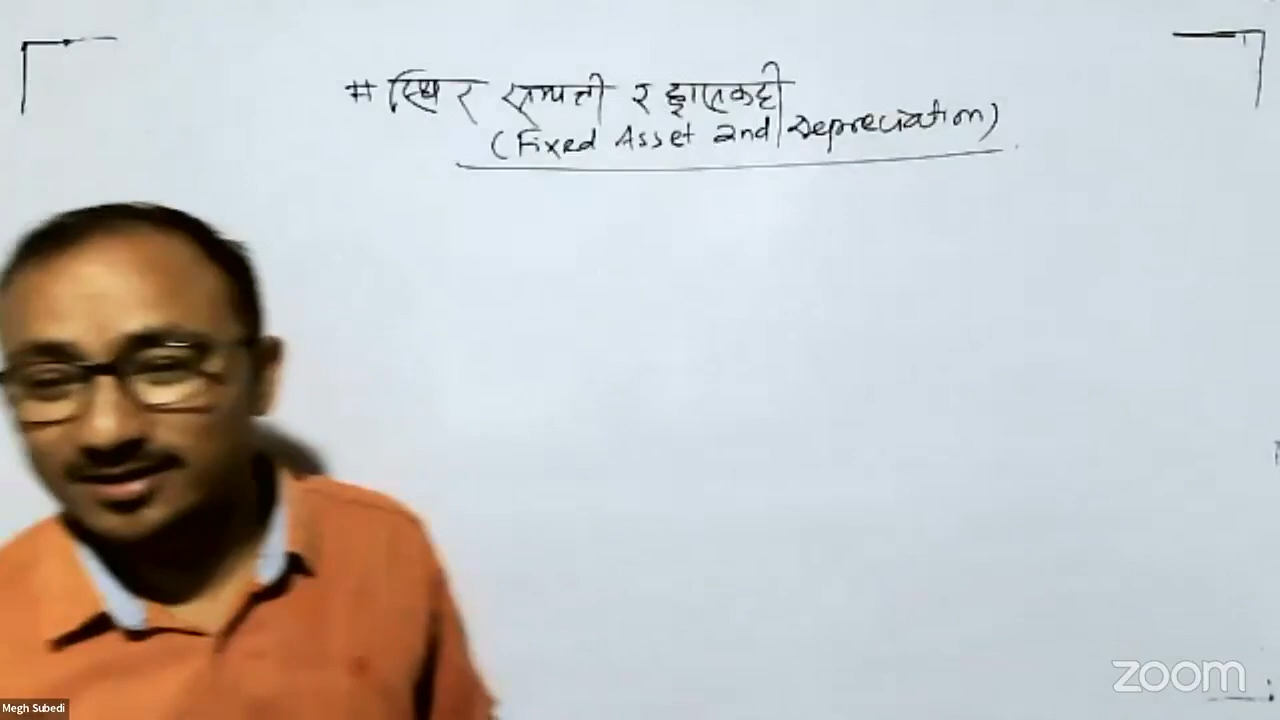 # स्थिर सम्पत्ती र ह्रासकट्टी
(Fixed Asset and Depreciation)
zoom
Megh Subedi